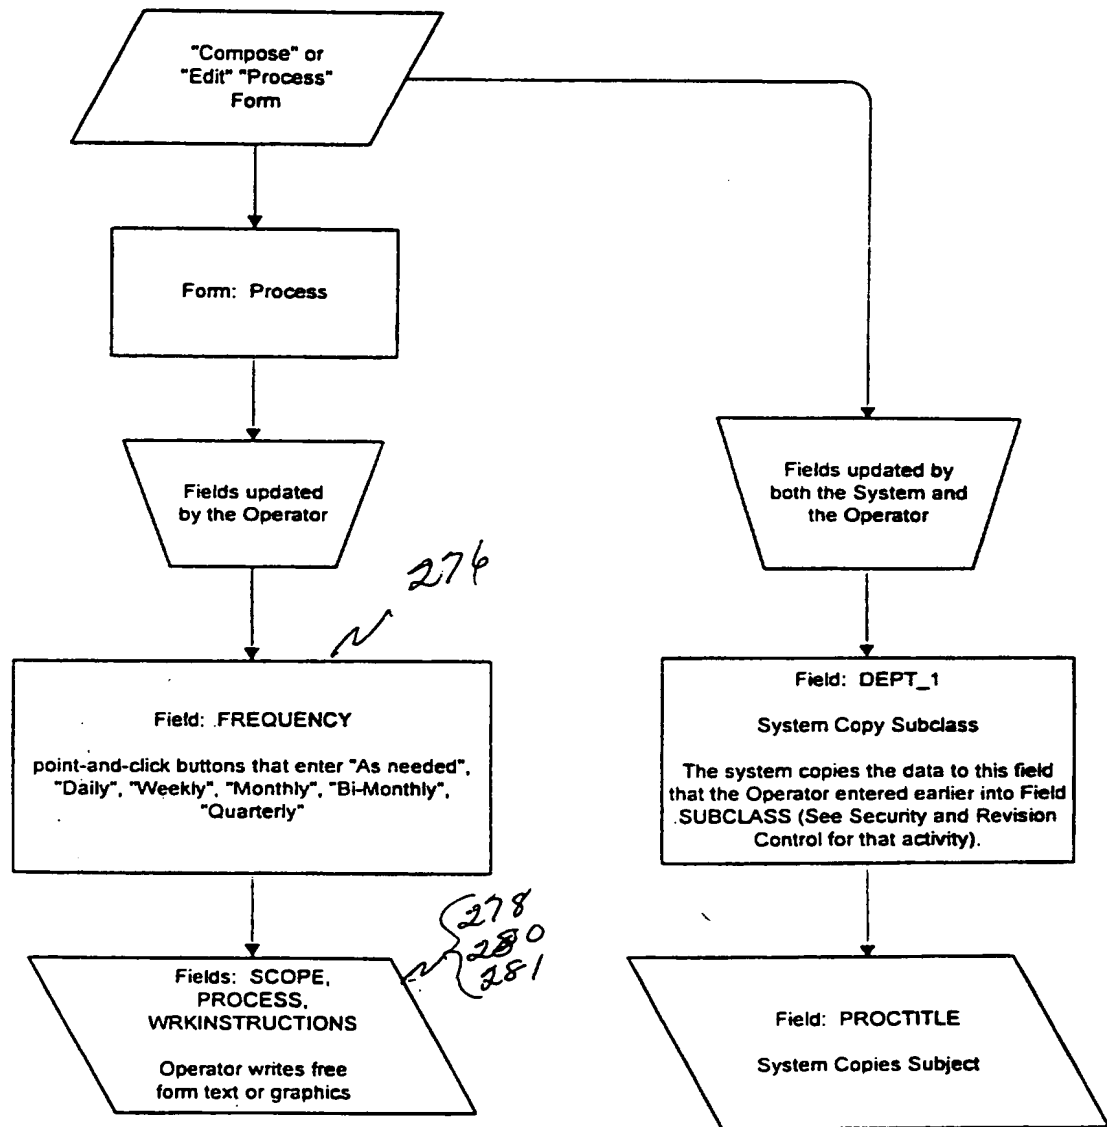 "Compose" or
"Edit" "Process"
Form
Form: Process
Fields updated
by the Operator
Fields updated by
both the System and
the Operator
276
Field: FREQUENCY
point-and-click buttons that enter "As needed",
"Daily", "Weekly", "Monthly", "Bi-Monthly",
"Quarterly"
Field: DEPT_1
System Copy Subclass
The system copies the data to this field
that the Operator entered earlier into Field
SUBCLASS (See Security and Revision
Control for that activity).
278
280
281
Fields: SCOPE,
PROCESS,
WRKINSTRUCTIONS
Operator writes free
form text or graphics
Field: PROCTITLE
System Copies Subject